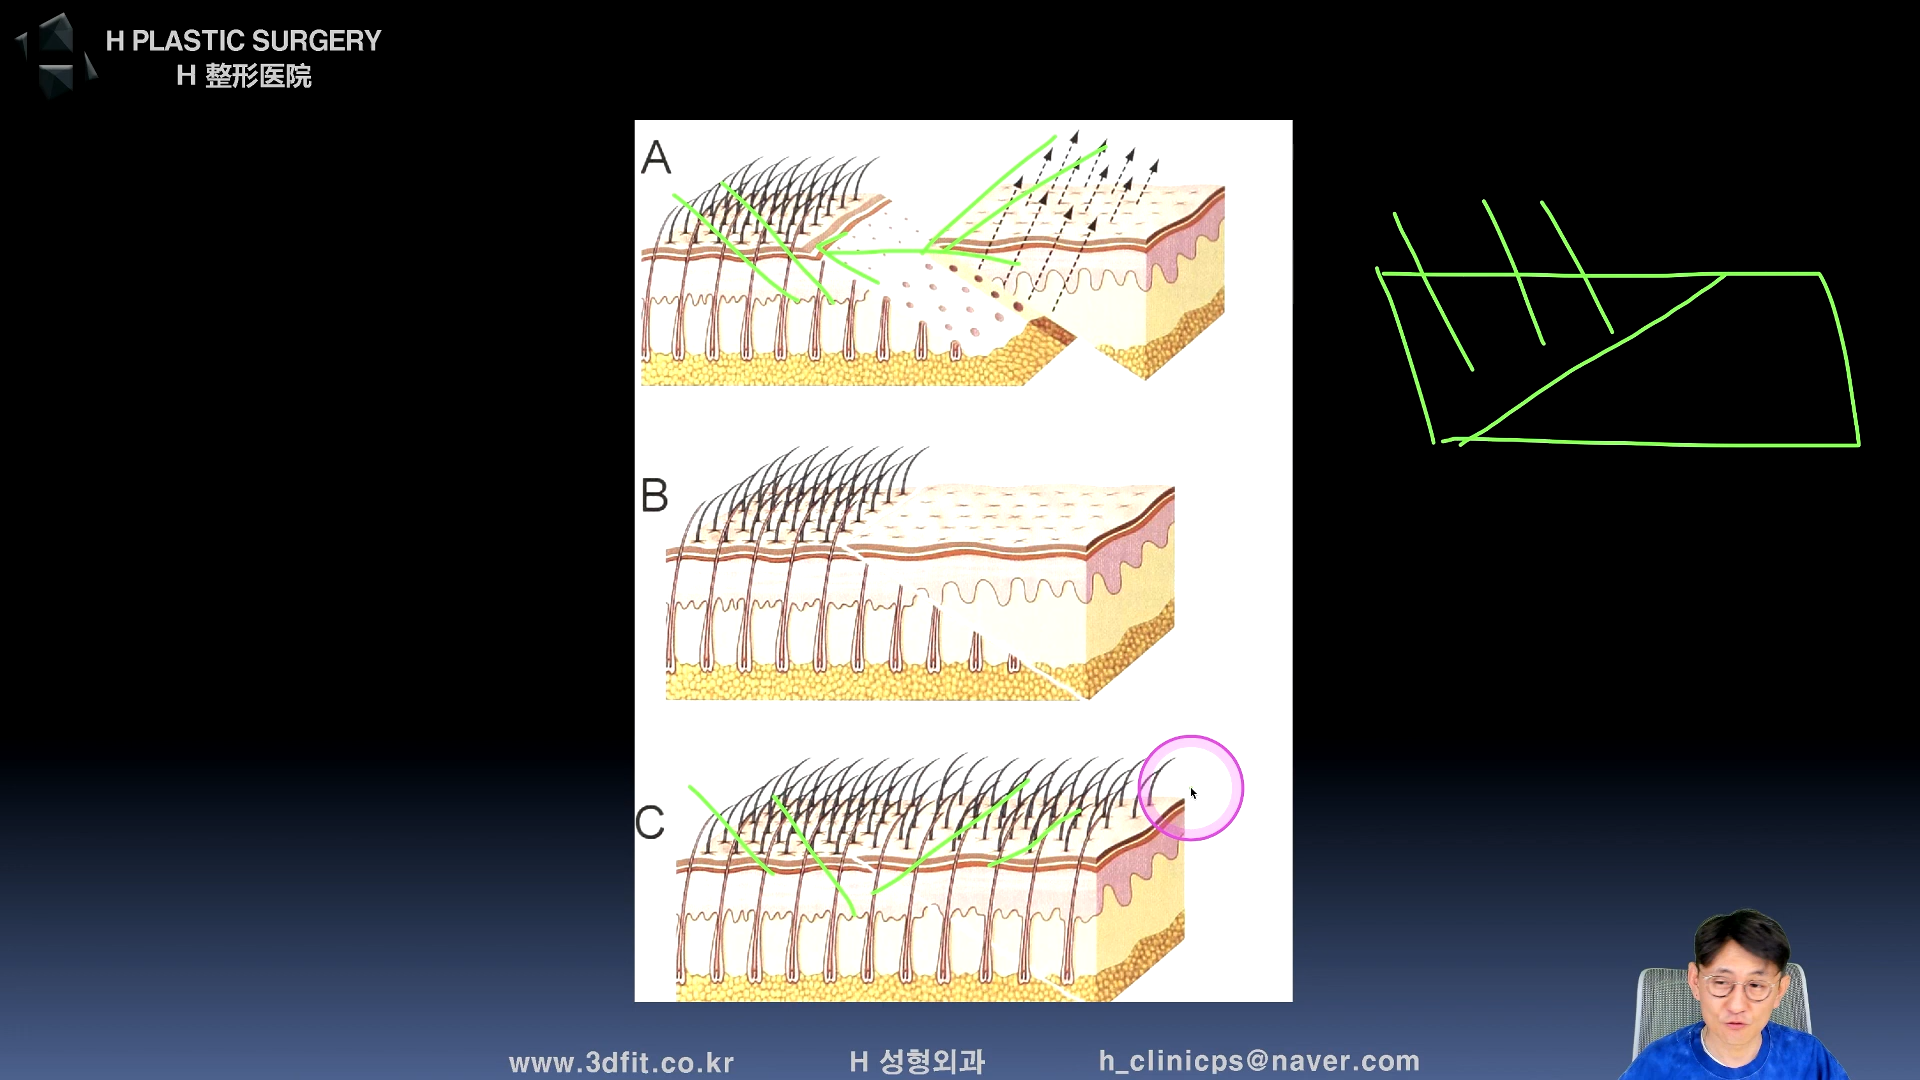 H PLASTIC SURGERY
H 整形医院
A
B
C
www.3dfit.co.kr
H 성형외과
h_clinicps@naver.com